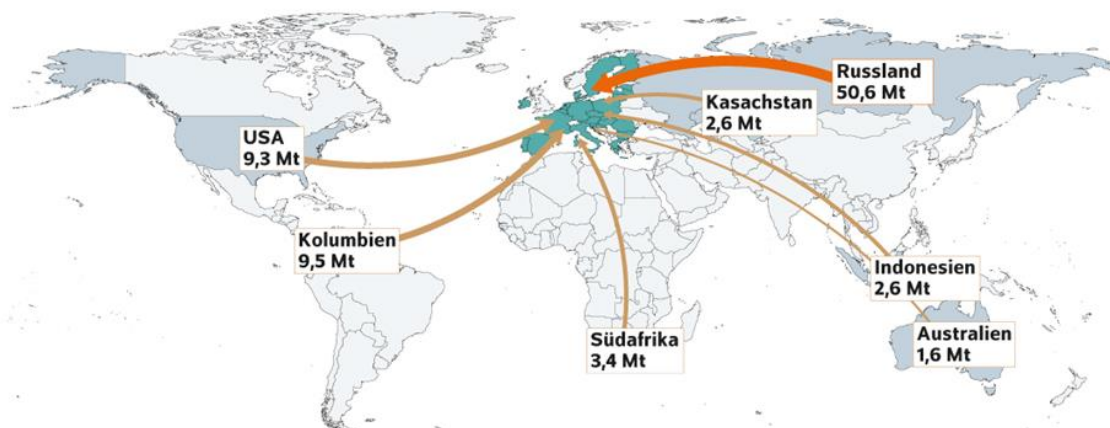 Russland
50,6 Mt
Kasachstan
2,6 Mt
USA
9,3 Mt
Kolumbien
9,5 Mt
Indonesien
2,6 Mt
Südafrika
3,4 Mt
Australien
1,6 Mt